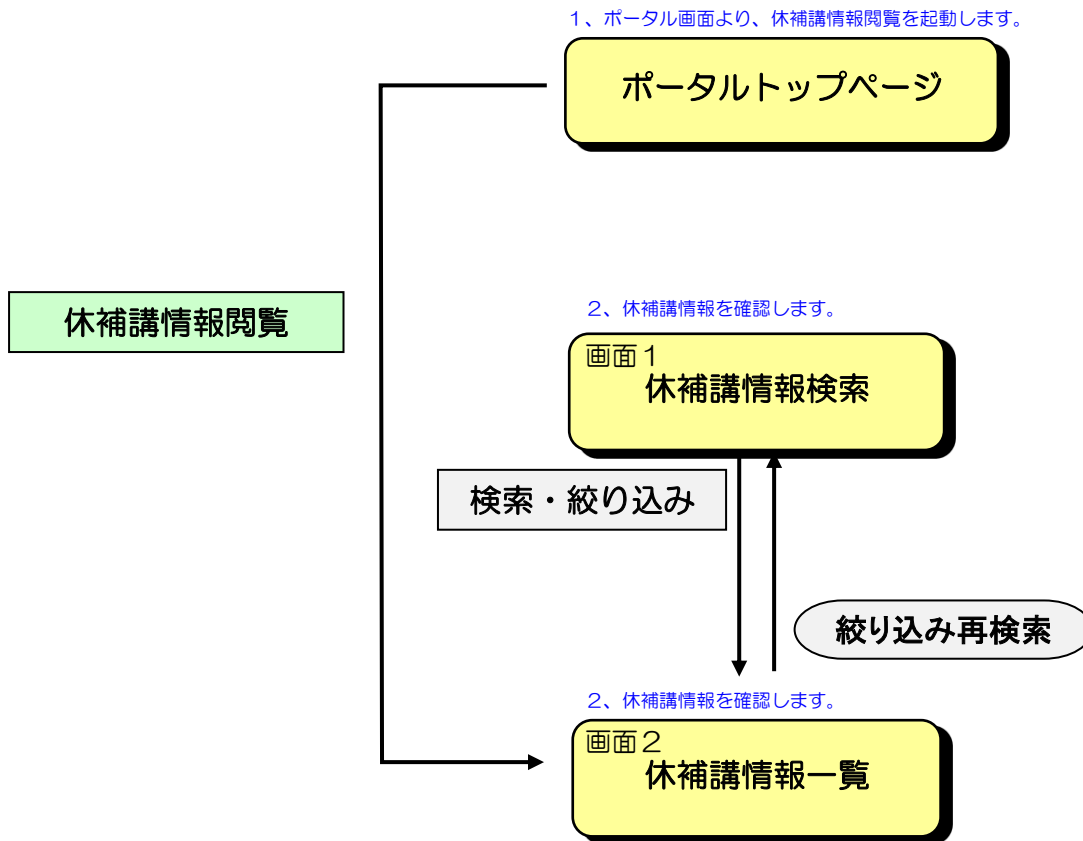 １、ポータル画面より、休補講情報閲覧を起動します。
ポータルトップページ
休補講情報閲覧
２、休補講情報を確認します。
画面１
休補講情報検索
検索・絞り込み
絞り込み再検索
２、休補講情報を確認します。
画面２
休補講情報一覧